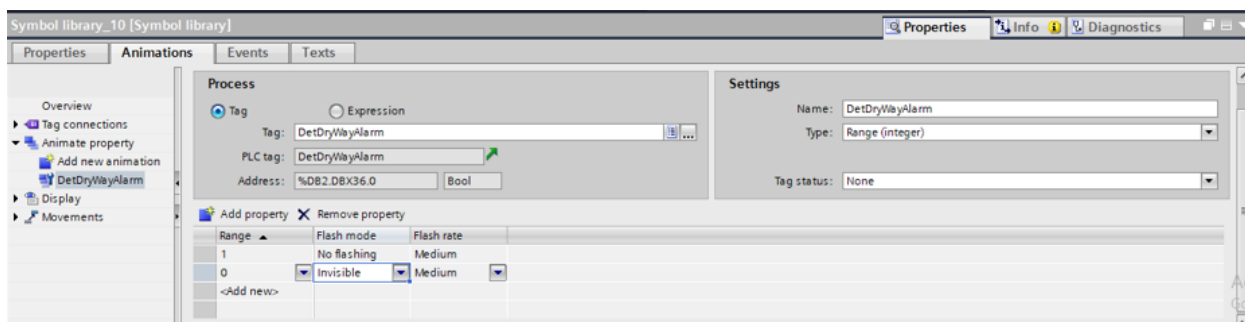 Symbol library_10 [Symbol library]
Properties Info Diagnostics
Properties Animations Events Texts
Overview
Tag connections
Animate property
Add new animation
DetDryWayAlarm
Display
Movements
Process
Tag Expression
Tag: DetDryWayAlarm ...
PLC tag: DetDryWayAlarm
Address: %DB2.DBX36.0 Bool
Settings
Name: DetDryWayAlarm
Type: Range (integer)
Tag status: None
Add property Remove property
Range Flash mode Flash rate
1 No flashing Medium
0 Invisible Medium
<Add new>